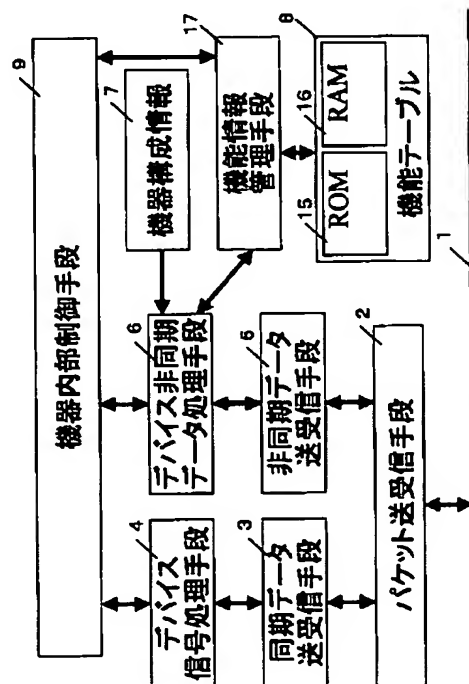 9
機器内部制御手段
4
デバイス
信号処理手段
6
デバイス非同期
データ処理手段
7
機器構成情報
17
機能情報
管理手段
3
同期データ
送受信手段
5
非同期データ
送受信手段
8
15
ROM
16
RAM
機能テーブル
2
パケット送受信手段
1